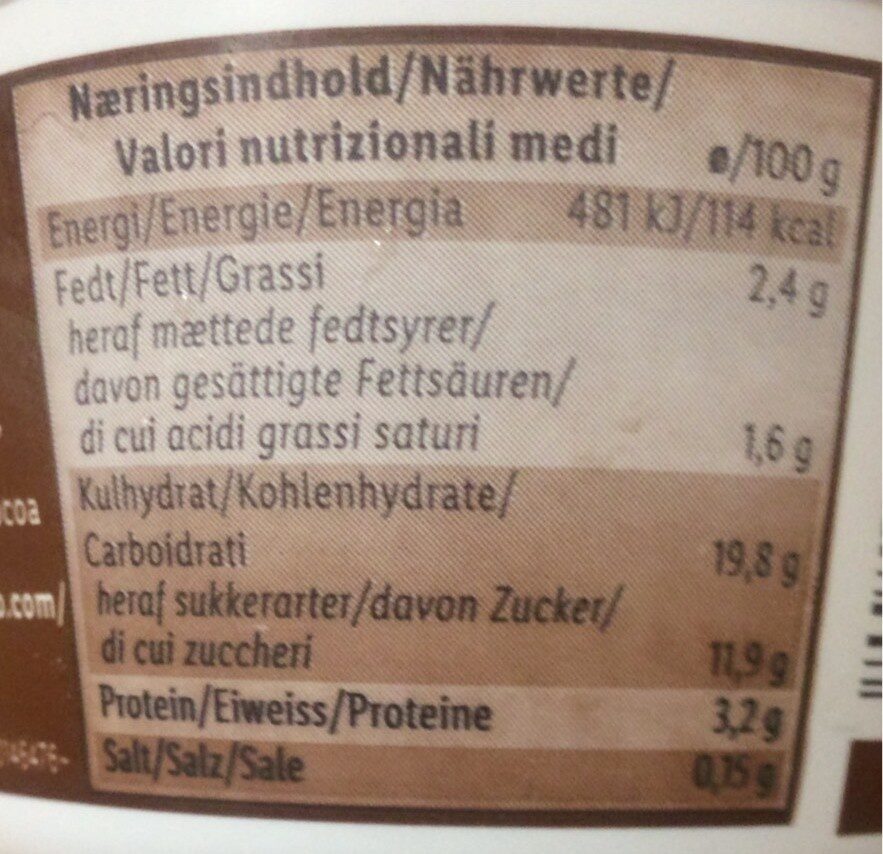 Næringsindhold/Nährwerte/
Valori nutrizionali medi ø/100 g
Energi/Energie/Energia 481 kJ/114 kcal
Fedt/Fett/Grassi 2,4 g
heraf mættede fedtsyrer/
davon gesättigte Fettsäuren/
di cui acidi grassi saturi 1,6 g
Kulhydrat/Kohlenhydrate/
Carboidrati 19,8 g
heraf sukkerarter/davon Zucker/
di cui zuccheri 11,9 g
Protein/Eiweiss/Proteine 3,2 g
Salt/Salz/Sale 0,15 g
coa
.com/